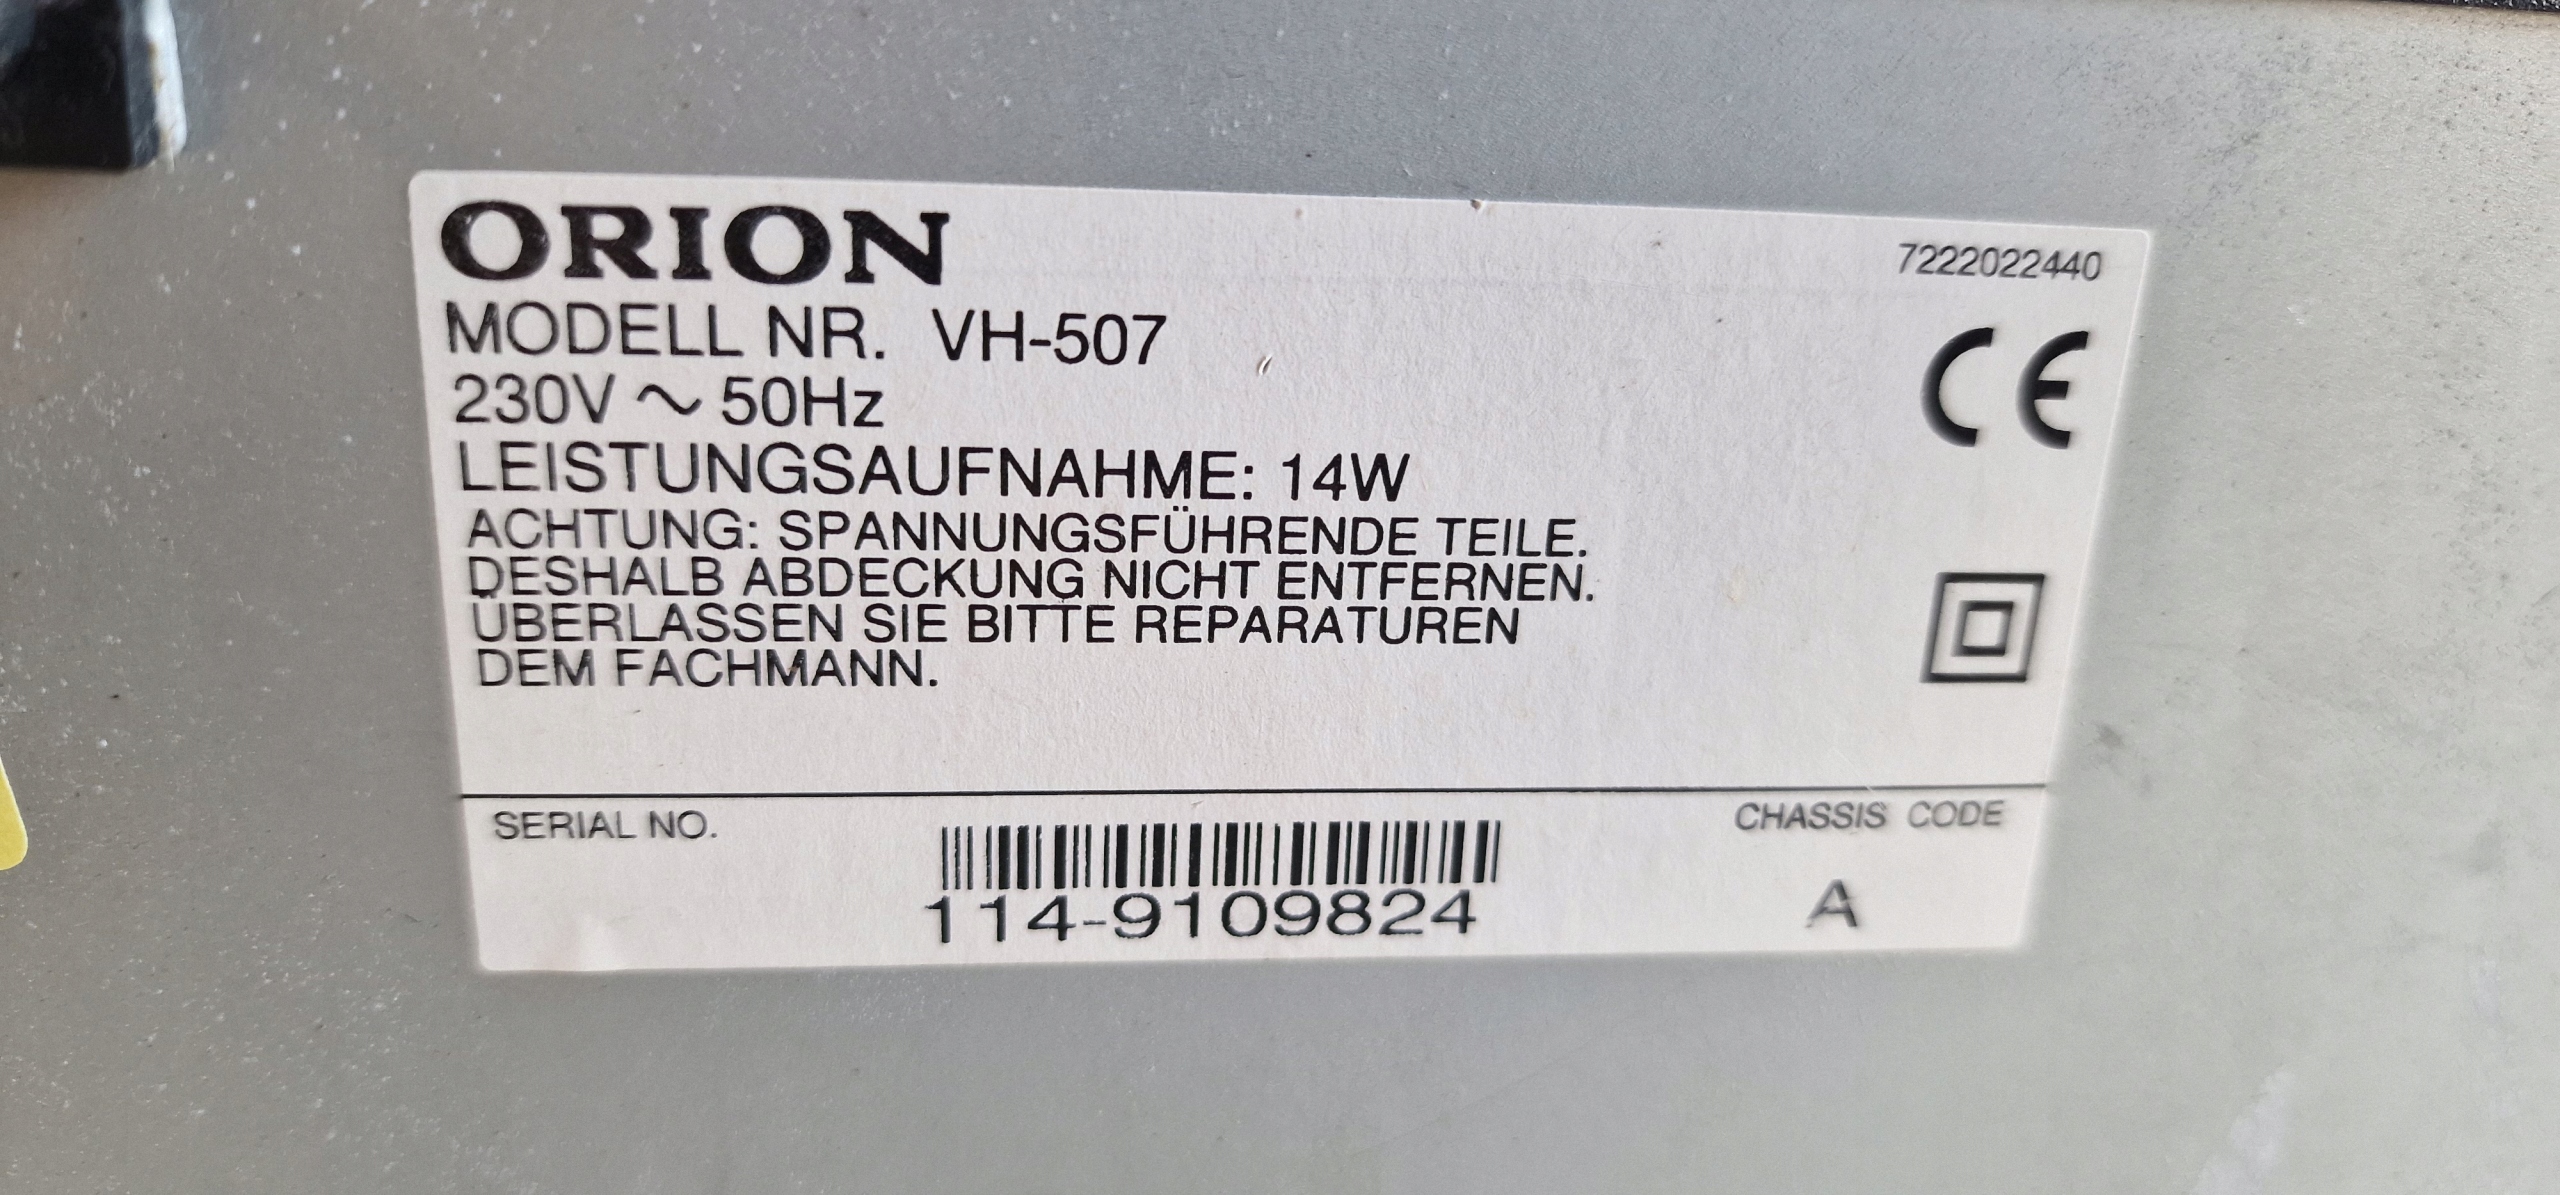 ORION
7222022440
MODELL NR. VH-507
CE
230V ~ 50Hz
LEISTUNGSAUFNAHME: 14W
ACHTUNG: SPANNUNGSFÜHRENDE TEILE.
DESHALB ABDECKUNG NICHT ENTFERNEN.
ÜBERLASSEN SIE BITTE REPARATUREN
DEM FACHMANN.
SERIAL NO.
CHASSIS CODE
114-9109824
A